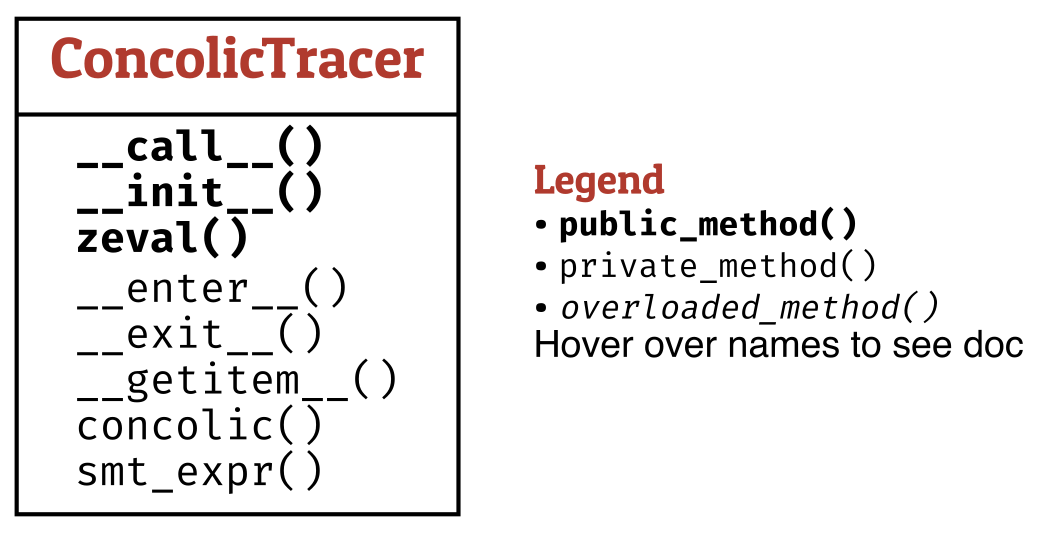 ConcolicTracer
__call__()
__init__()
zeval()
__enter__()
__exit__()
__getitem__()
concolic()
smt_expr()
Legend
• public_method()
• private_method()
• overloaded_method()
Hover over names to see doc